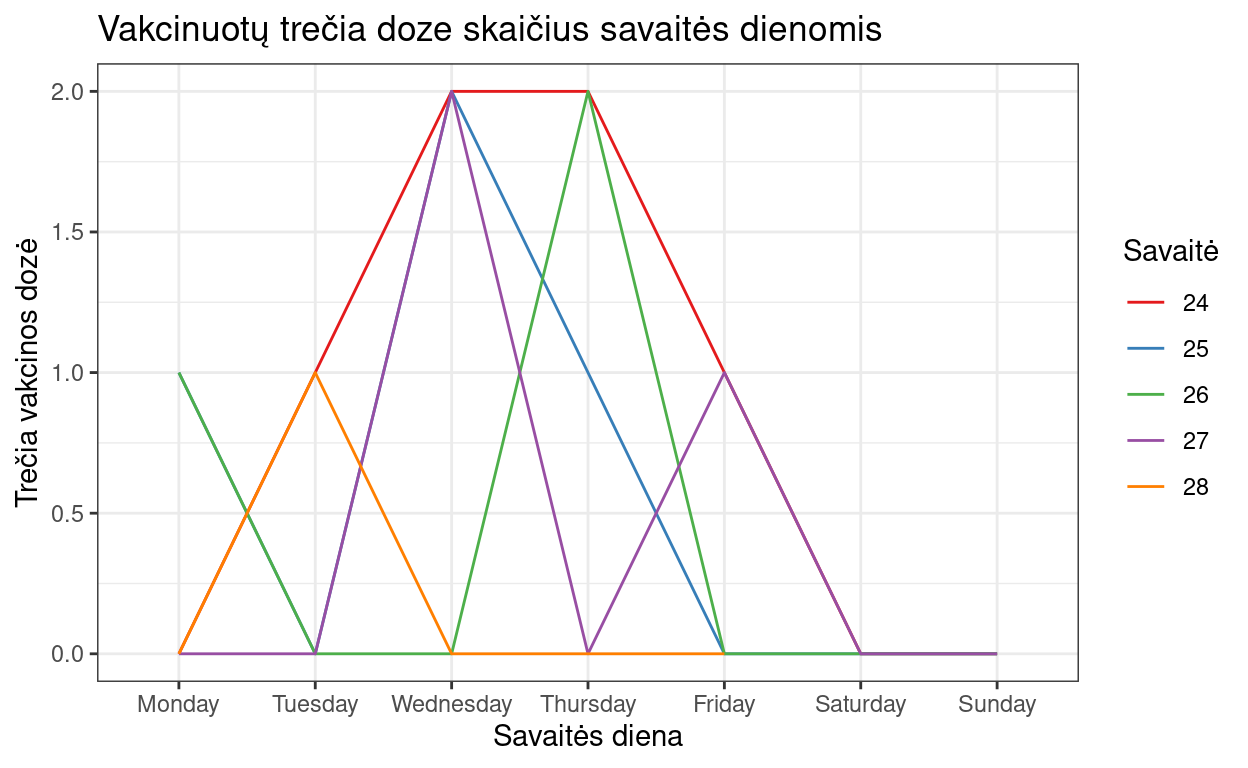 Vakcinuotų trečia doze skaičius savaitės dienomis
Trečia vakcinos dozė
2.0
1.5
1.0
0.5
0.0
Monday Tuesday Wednesday Thursday Friday Saturday Sunday
Savaitės diena
Savaitė
24
25
26
27
28